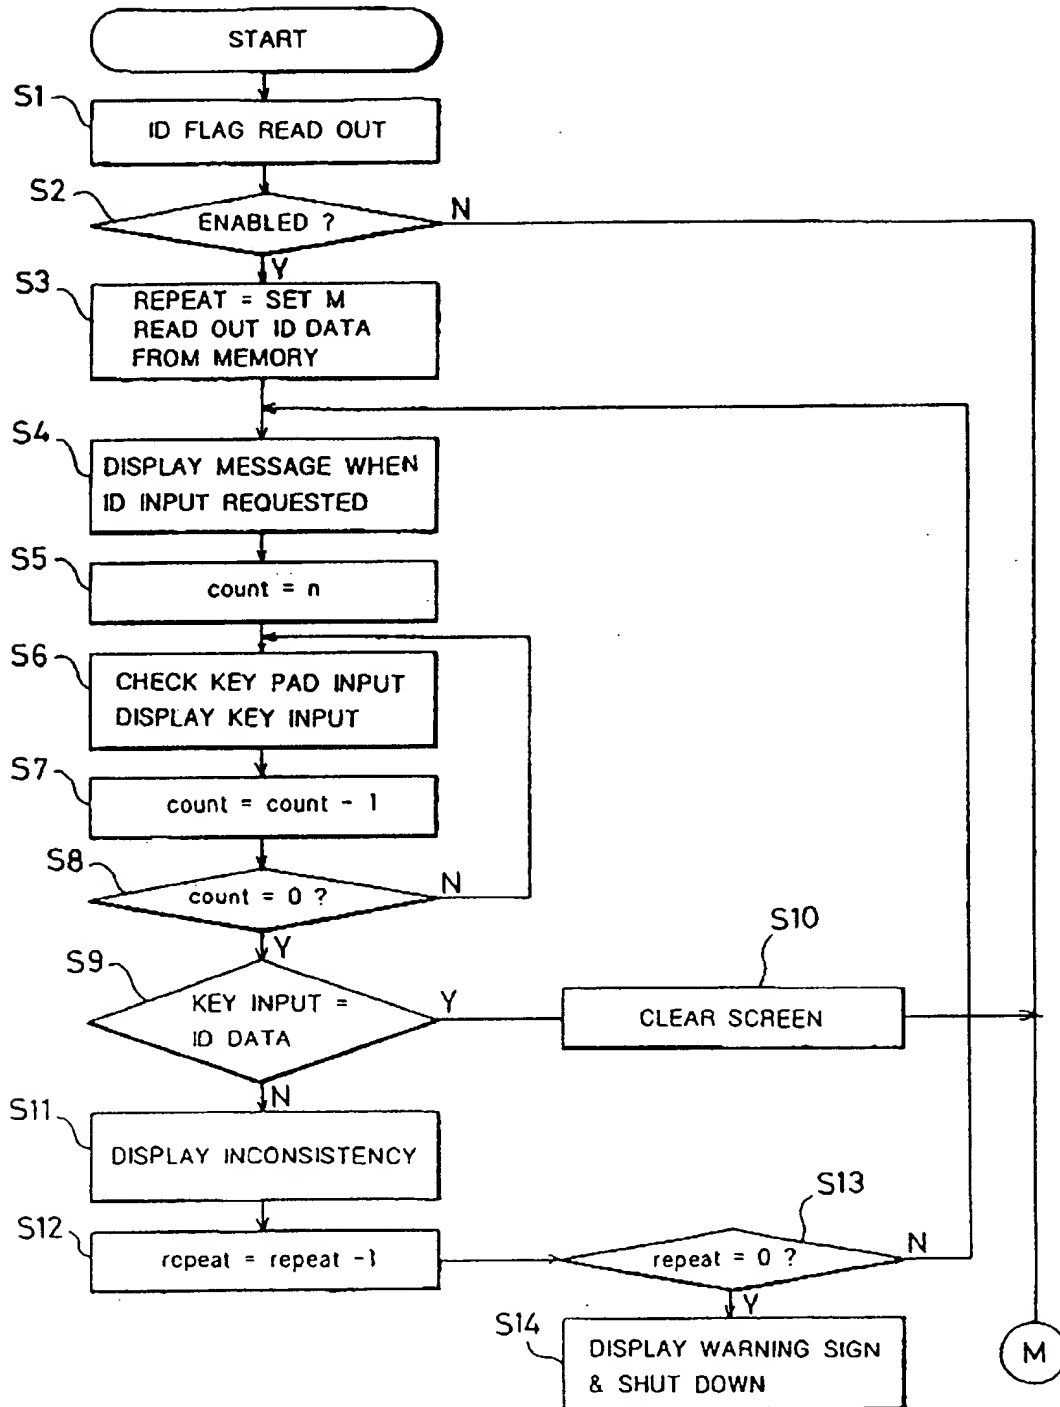 START
S1
ID FLAG READ OUT
S2
ENABLED ?
N
Y
S3
REPEAT = SET M
READ OUT ID DATA
FROM MEMORY
S4
DISPLAY MESSAGE WHEN
ID INPUT REQUESTED
S5
count = n
S6
CHECK KEY PAD INPUT
DISPLAY KEY INPUT
S7
count = count - 1
S8
count = 0 ?
N
Y
S9
KEY INPUT =
ID DATA
Y
N
S10
CLEAR SCREEN
S11
DISPLAY INCONSISTENCY
S12
repeat = repeat -1
S13
repeat = 0 ?
N
Y
S14
DISPLAY WARNING SIGN
& SHUT DOWN
M